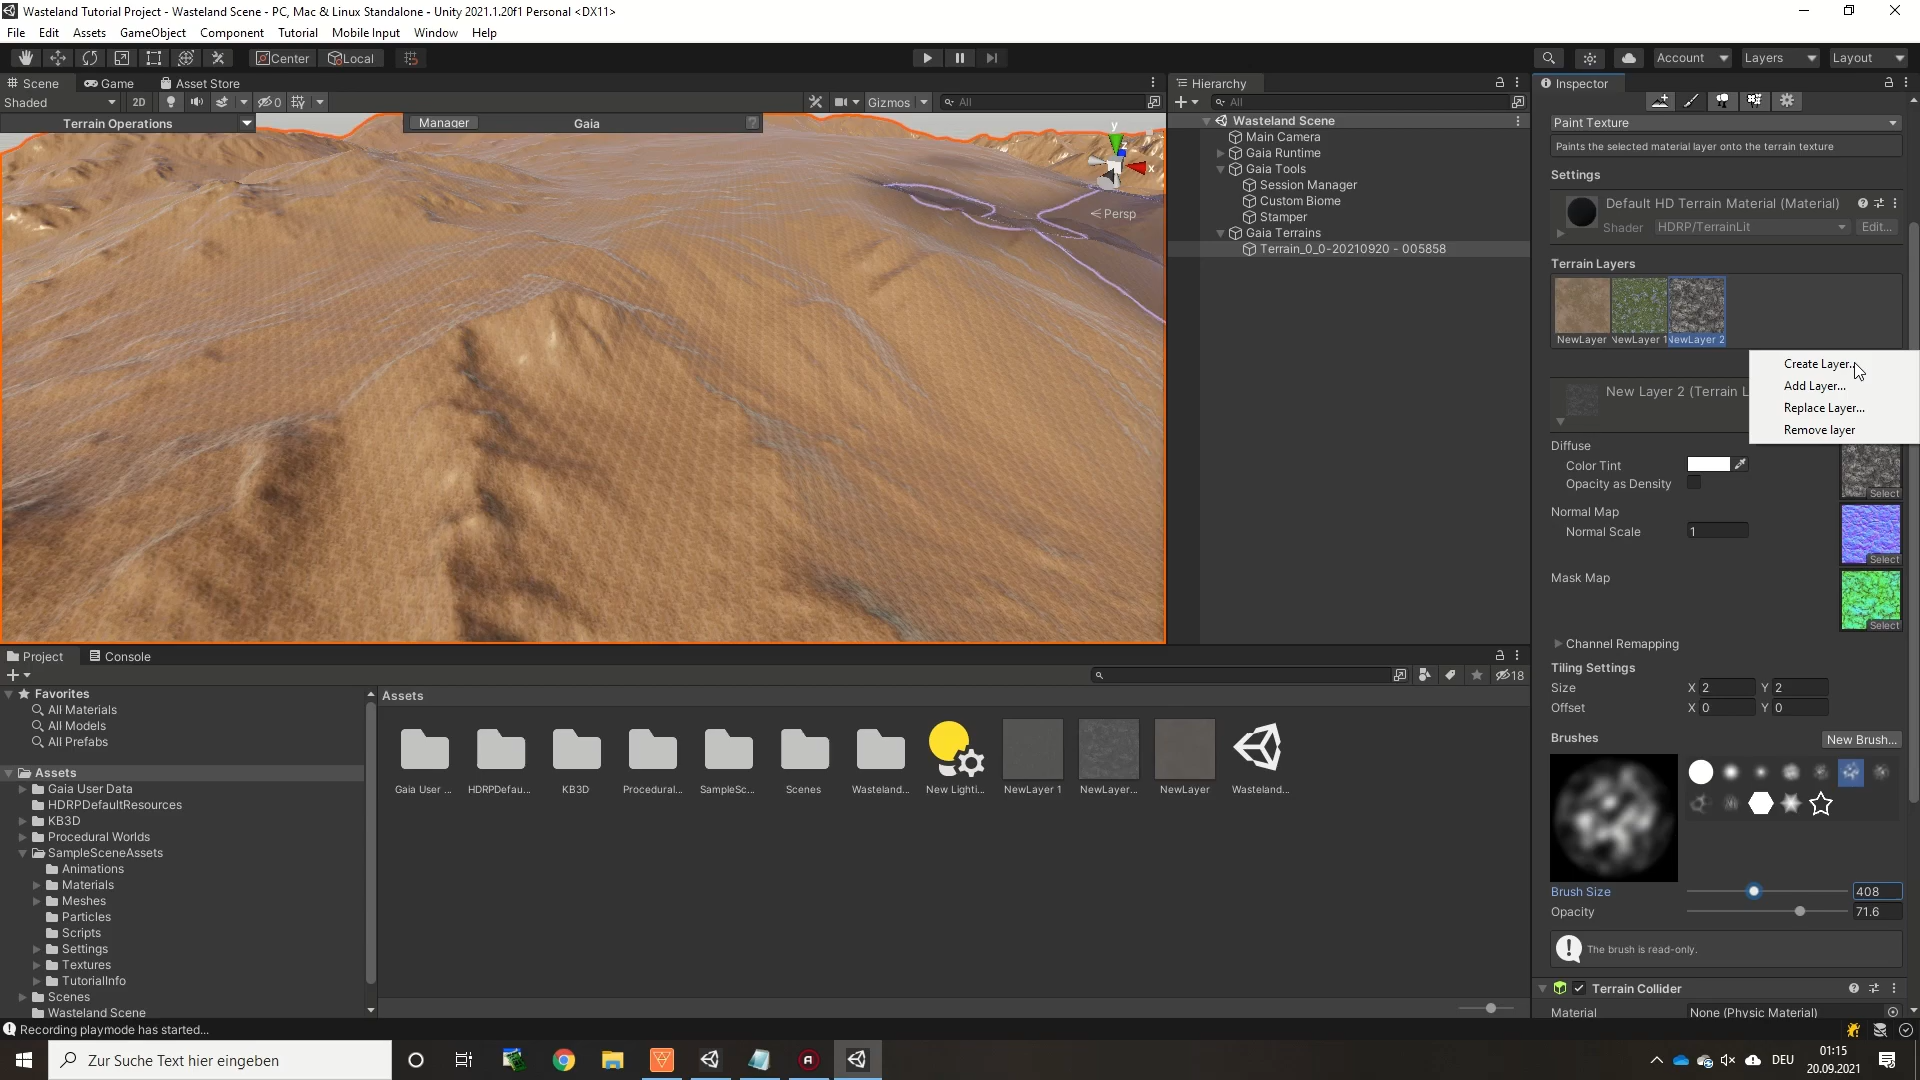 Wasteland Tutorial Project - Wasteland Scene - PC, Mac & Linux Standalone - Unity 2021.1.20f1 Personal <DX11>
File Edit Assets GameObject Component Tutorial Mobile Input Window Help
Center Local
Account Layers Layout
Scene Game Asset Store
Shaded 2D 0 Gizmos All
Terrain Operations
Manager Gaia
y
x
z
Persp
Hierarchy
All
Wasteland Scene
Main Camera
Gaia Runtime
Gaia Tools
Session Manager
Custom Biome
Stamper
Gaia Terrains
Terrain_0_0-20210920 - 005858
Inspector
Paint Texture
Paints the selected material layer onto the terrain texture
Settings
Default HD Terrain Material (Material)
Shader HDRP/TerrainLit Edit...
Terrain Layers
NewLayer NewLayer 1 NewLayer 2
Create Layer...
Add Layer...
Replace Layer...
Remove layer
New Layer 2 (Terrain L
Diffuse
Color Tint
Opacity as Density
Select
Normal Map
Normal Scale 1
Select
Mask Map
Select
Channel Remapping
Tiling Settings
Size X 2 Y 2
Offset X 0 Y 0
Brushes
New Brush...
Brush Size 408
Opacity 71.6
The brush is read-only.
Terrain Collider
Material None (Physic Material)
Project Console
18
Favorites
All Materials
All Models
All Prefabs
Assets
Gaia User Data
HDRPDefaultResources
KB3D
Procedural Worlds
SampleSceneAssets
Animations
Materials
Meshes
Particles
Scripts
Settings
Textures
TutorialInfo
Scenes
Wasteland Scene
Assets
Gaia User ... HDRPDefau... KB3D Procedural... SampleSc... Scenes Wasteland... New Lighti... NewLayer 1 NewLayer... NewLayer Wasteland...
Recording playmode has started...
Zur Suche Text hier eingeben
DEU
01:15
20.09.2021